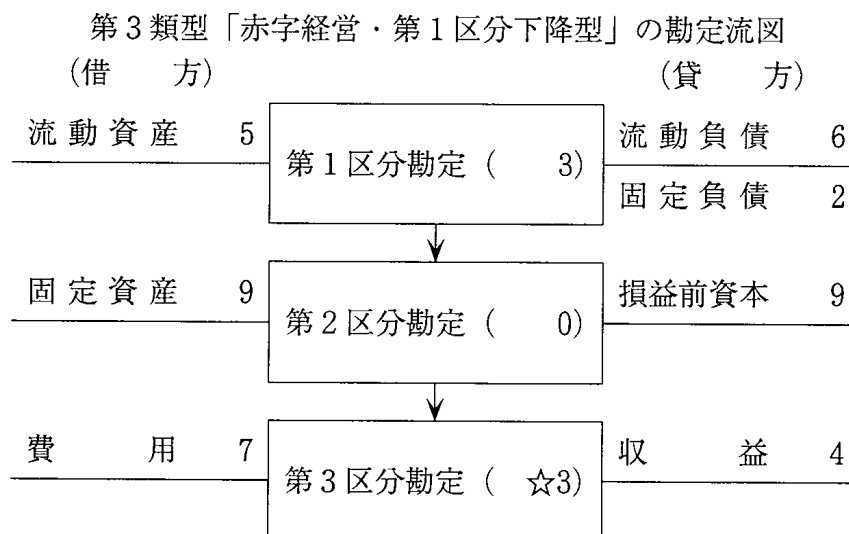 第3類型「赤字経営・第1区分下降型」の勘定流図
(借　方) (貸　方)
流動資産 5 流動負債 6
第1区分勘定 ( 3)
固定負債 2
固定資産 9 損益前資本 9
第2区分勘定 ( 0)
費用 7 収益 4
第3区分勘定 ( ☆3)